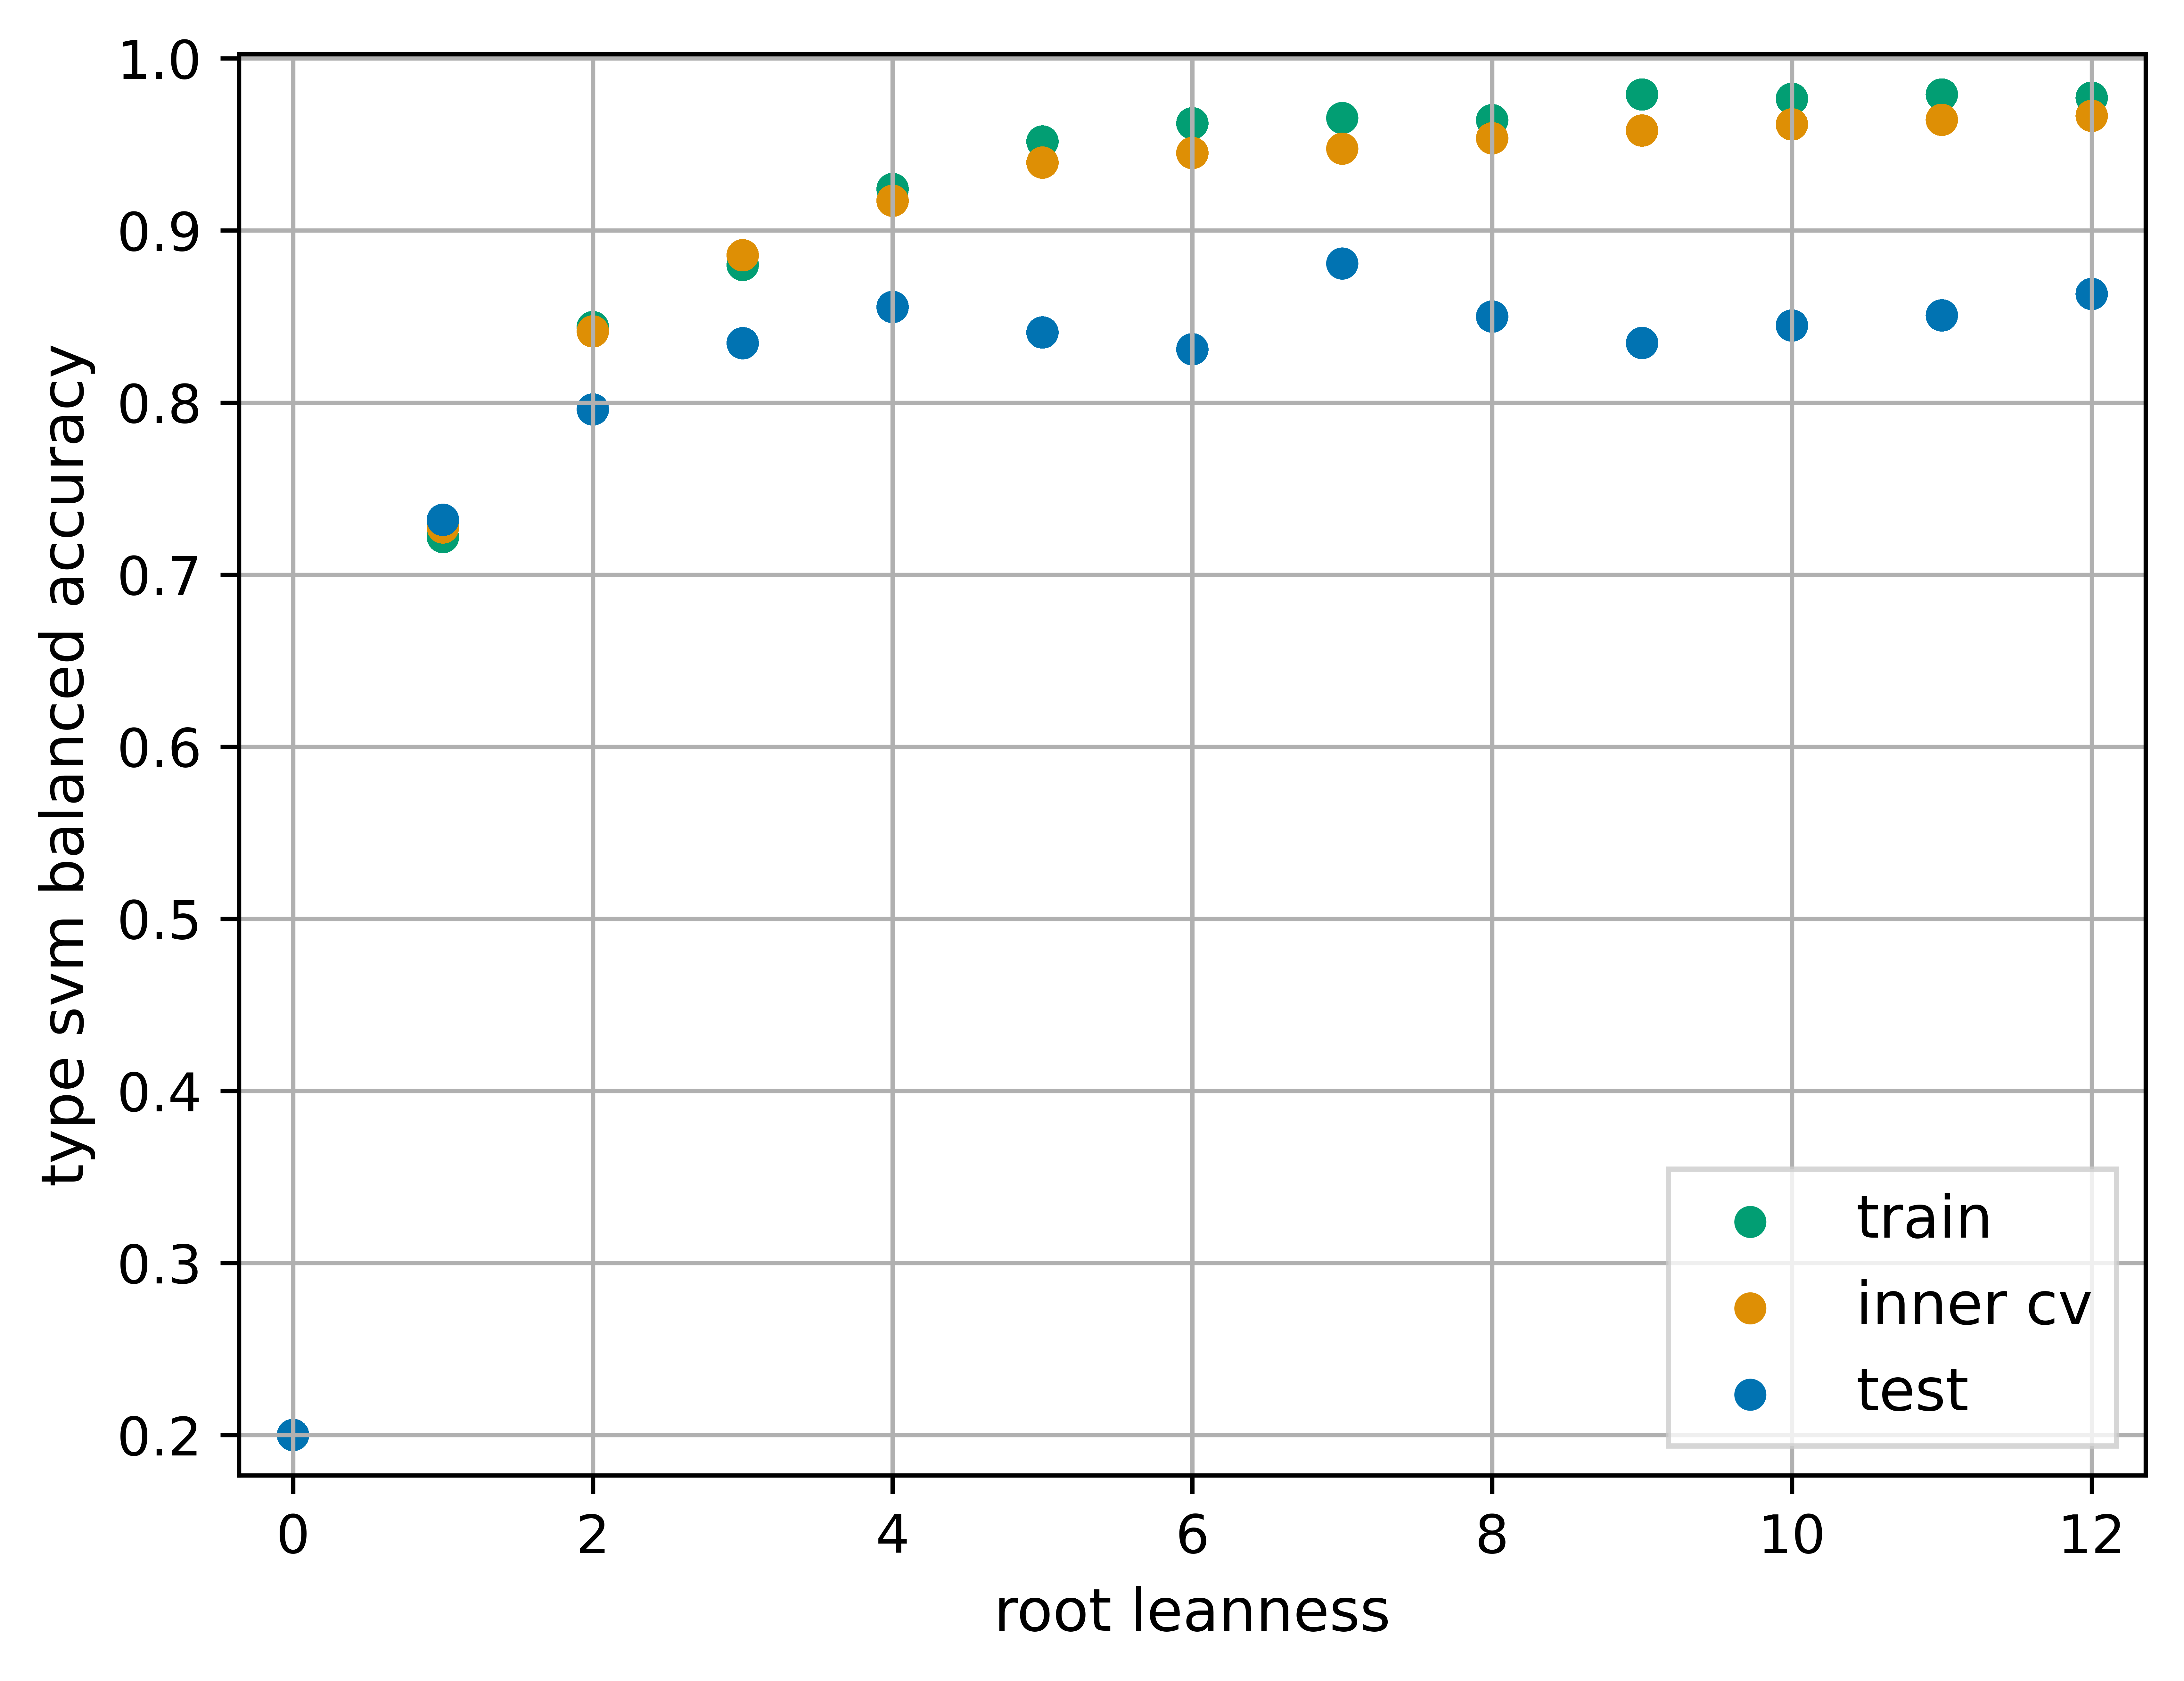 1.0
0.9
0.8
0.7
0.6
0.5
0.4
0.3
0.2
type svm balanced accuracy
train
inner cv
test
0 2 4 6 8 10 12
root leanness